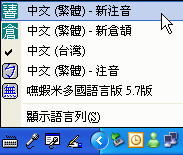 中文 (繁體) - 新注音
倉 中文 (繁體) - 新倉頡
中文 (台灣)
中文 (繁體) - 注音
嘸蝦米多國語言版 5.7版
顯示語言列(S)